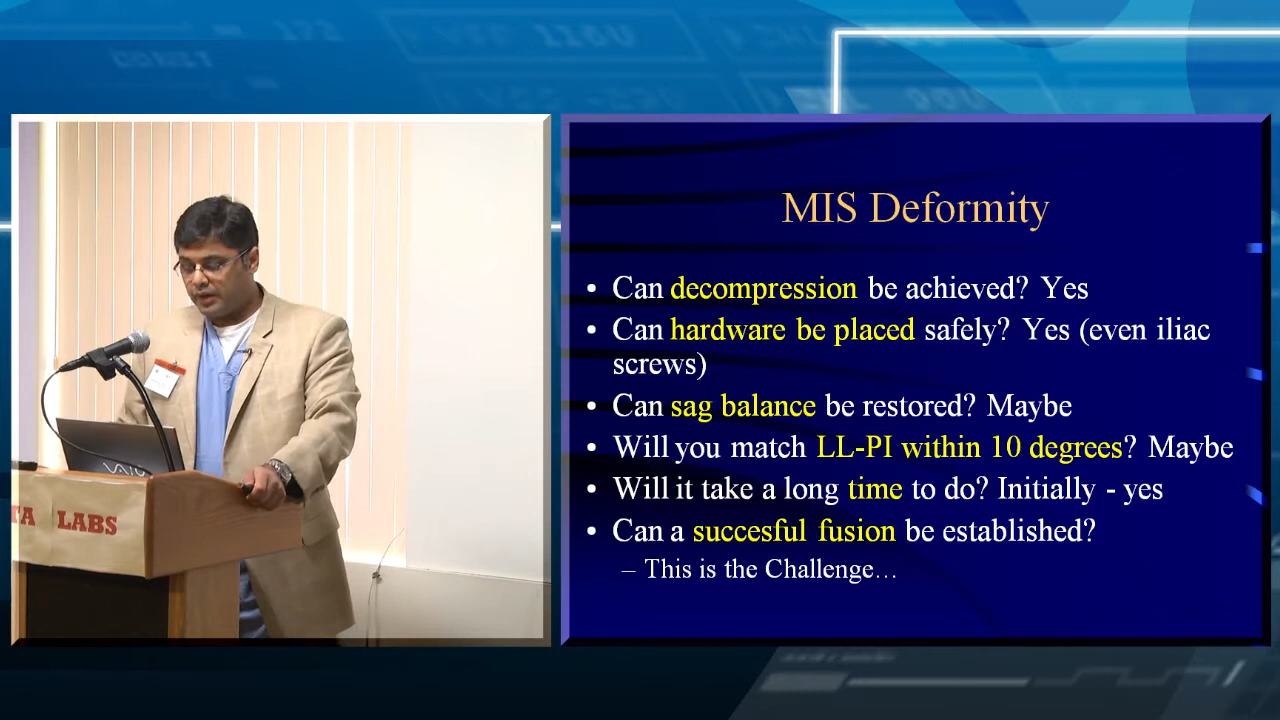 MIS Deformity
• Can decompression be achieved? Yes
• Can hardware be placed safely? Yes (even iliac
screws)
• Can sag balance be restored? Maybe
• Will you match LL-PI within 10 degrees? Maybe
• Will it take a long time to do? Initially - yes
• Can a succesful fusion be established?
– This is the Challenge…
VAIO
LABS